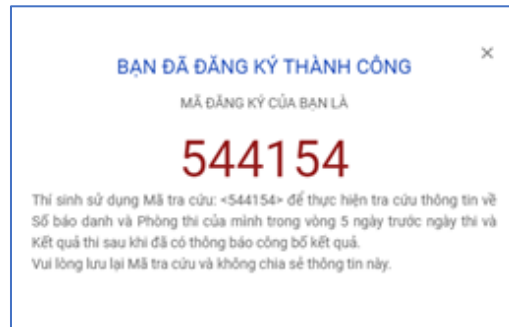 BẠN ĐÃ ĐĂNG KÝ THÀNH CÔNG
MÃ ĐĂNG KÝ CỦA BẠN LÀ
544154
Thí sinh sử dụng Mã tra cứu: <544154> để thực hiện tra cứu thông tin về
Số báo danh và Phòng thi của mình trong vòng 5 ngày trước ngày thi và
Kết quả thi sau khi đã có thông báo công bố kết quả.
Vui lòng lưu lại Mã tra cứu và không chia sẻ thông tin này.